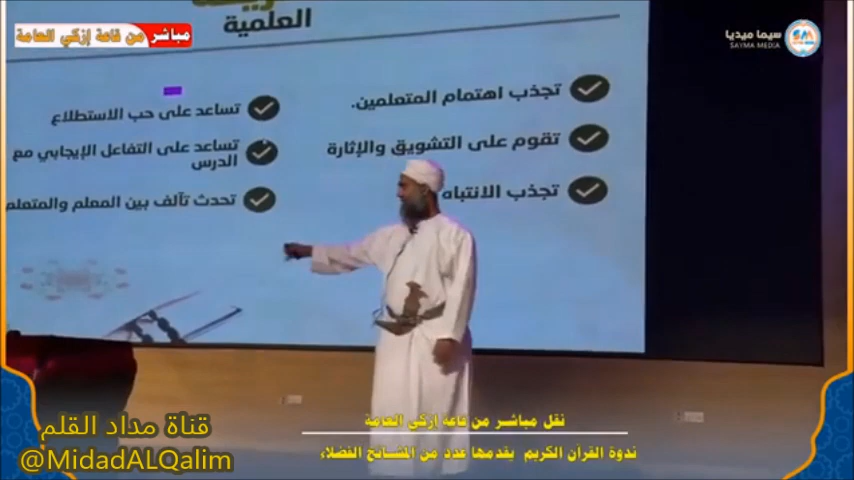 مباشر من قاعة إزكي العامة
سيما ميديا
SAYMA MEDIA
SM
العلمية
تجذب اهتمام المتعلمين.
تقوم على التشويق والإثارة
تجذب الانتباه
تساعد على حب الاستطلاع
تساعد على التفاعل الإيجابي مع
الدرس
تحدث تآلف بين المعلم والمتعلم
نقل مباشر من قاعة إزكي العامة
ندوة القرآن الكريم يقدمها عدد من المشائخ الفضلاء
قناة مداد القلم
@MidadALQalim